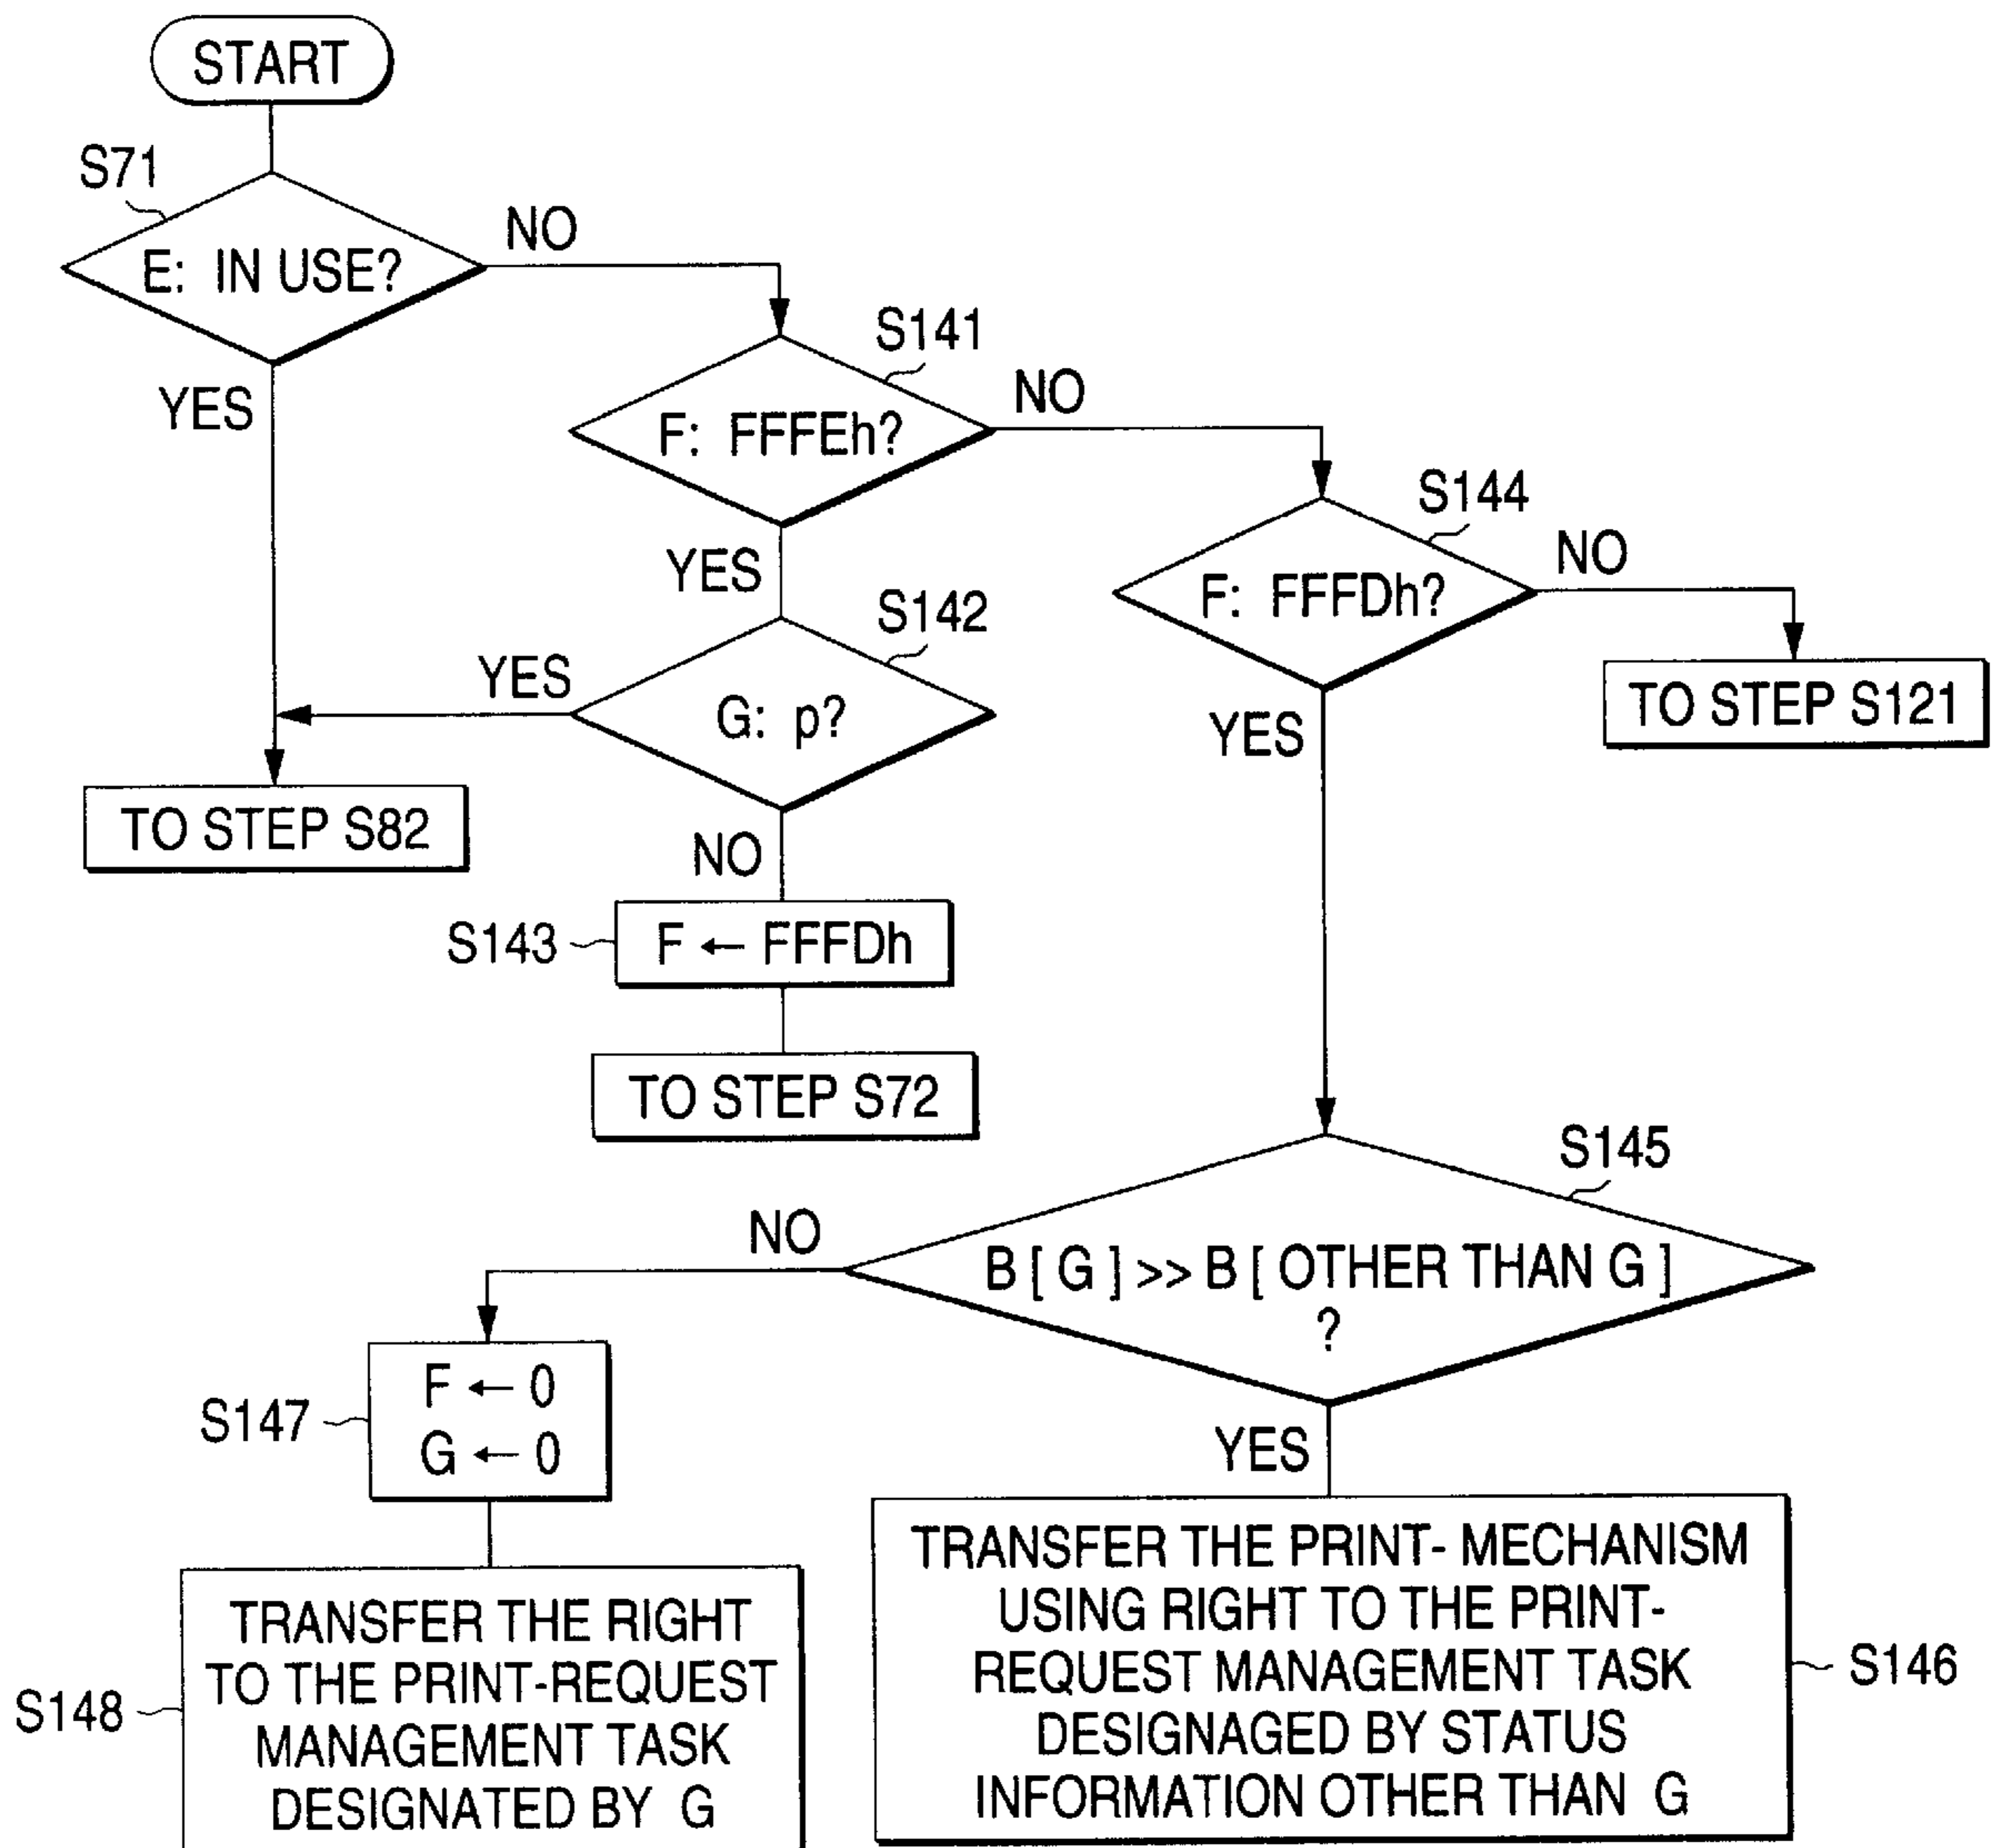 START
S71
E: IN USE?
NO
YES
S141
F: FFFEh?
NO
YES
S144
F: FFFDh?
NO
YES
TO STEP S121
S142
G: p?
YES
NO
TO STEP S82
S143
F ← FFFDh
TO STEP S72
S145
B [ G ] >> B [ OTHER THAN G ]
?
NO
YES
S147
F ← 0
G ← 0
S148
TRANSFER THE RIGHT
TO THE PRINT-REQUEST
MANAGEMENT TASK
DESIGNATED BY G
TRANSFER THE PRINT- MECHANISM
USING RIGHT TO THE PRINT-
REQUEST MANAGEMENT TASK
DESIGNAGED BY STATUS
INFORMATION OTHER THAN G
S146